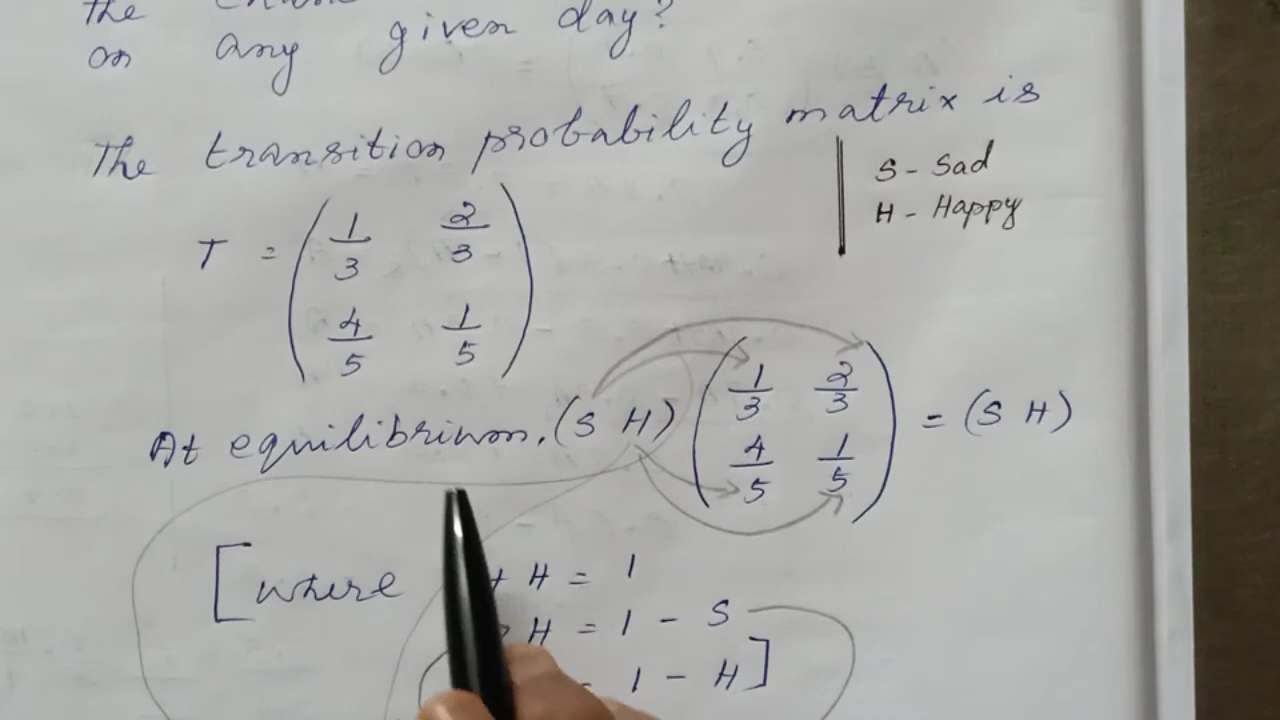 the
on any given day?
The transition probability matrix is
S - Sad
H - Happy
T = ( 1/3 2/3
4/5 1/5 )
At equilibrium, (S H) ( 1/3 2/3
4/5 1/5 ) = (S H)
[where + H = 1
H = 1 - S
= 1 - H]